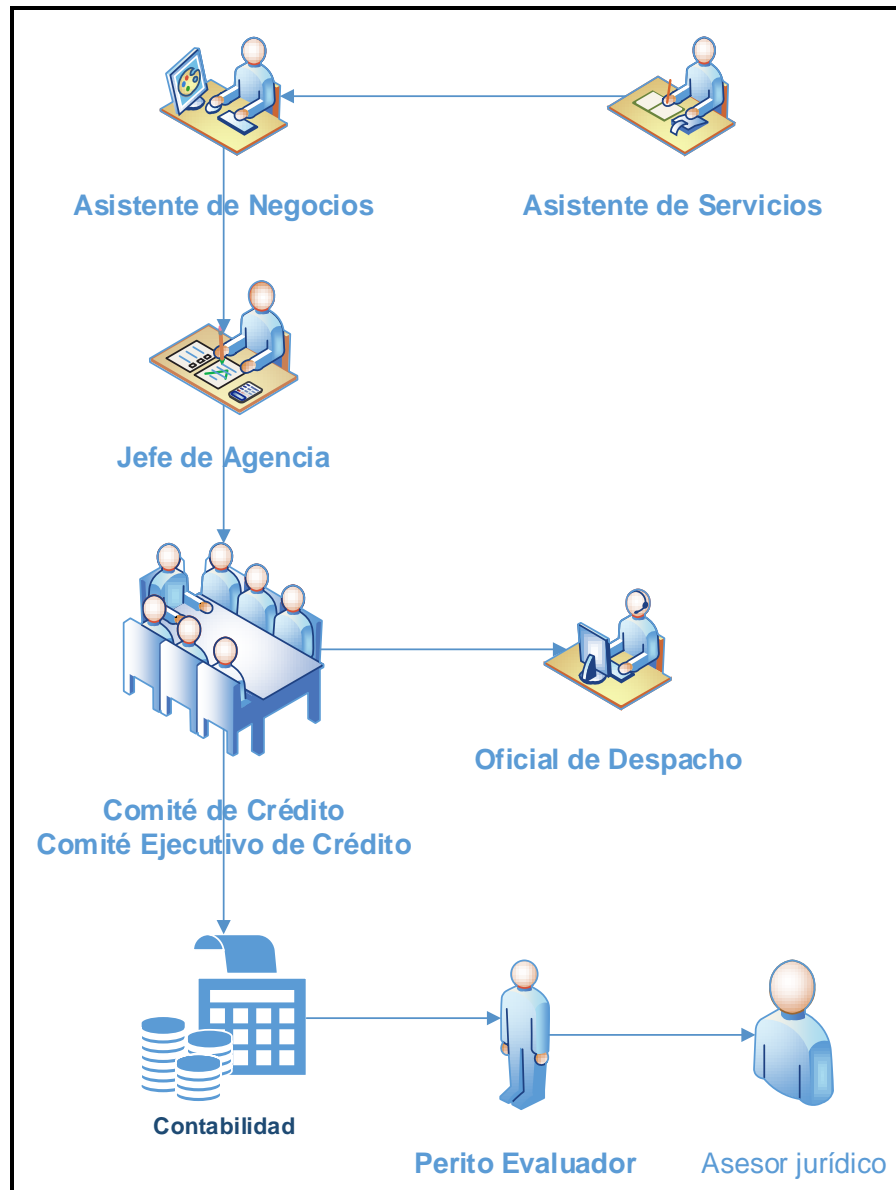 Asistente de Negocios
Asistente de Servicios
Jefe de Agencia
Oficial de Despacho
Comité de Crédito
Comité Ejecutivo de Crédito
Contabilidad
Perito Evaluador
Asesor jurídico